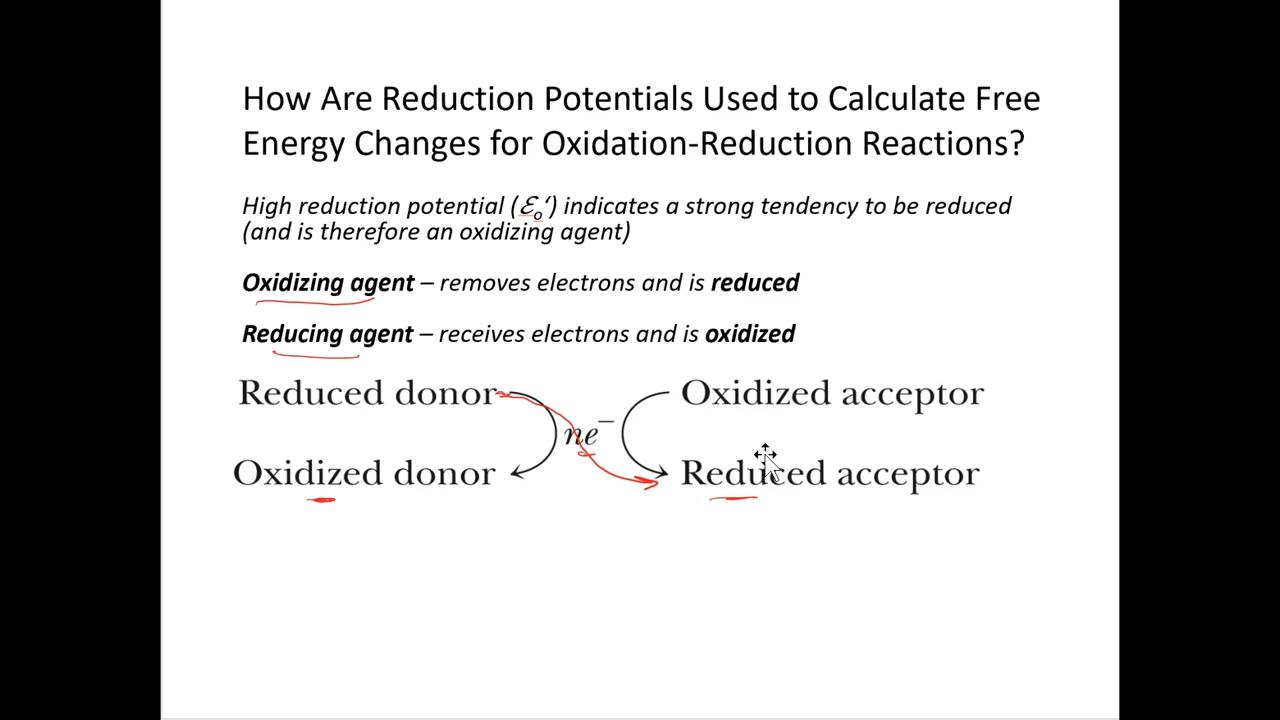 How Are Reduction Potentials Used to Calculate Free
Energy Changes for Oxidation-Reduction Reactions?
High reduction potential (ℰₒ‘) indicates a strong tendency to be reduced
(and is therefore an oxidizing agent)
Oxidizing agent – removes electrons and is reduced
Reducing agent – receives electrons and is oxidized
Reduced donor
Oxidized acceptor
ne⁻
Oxidized donor
Reduced acceptor